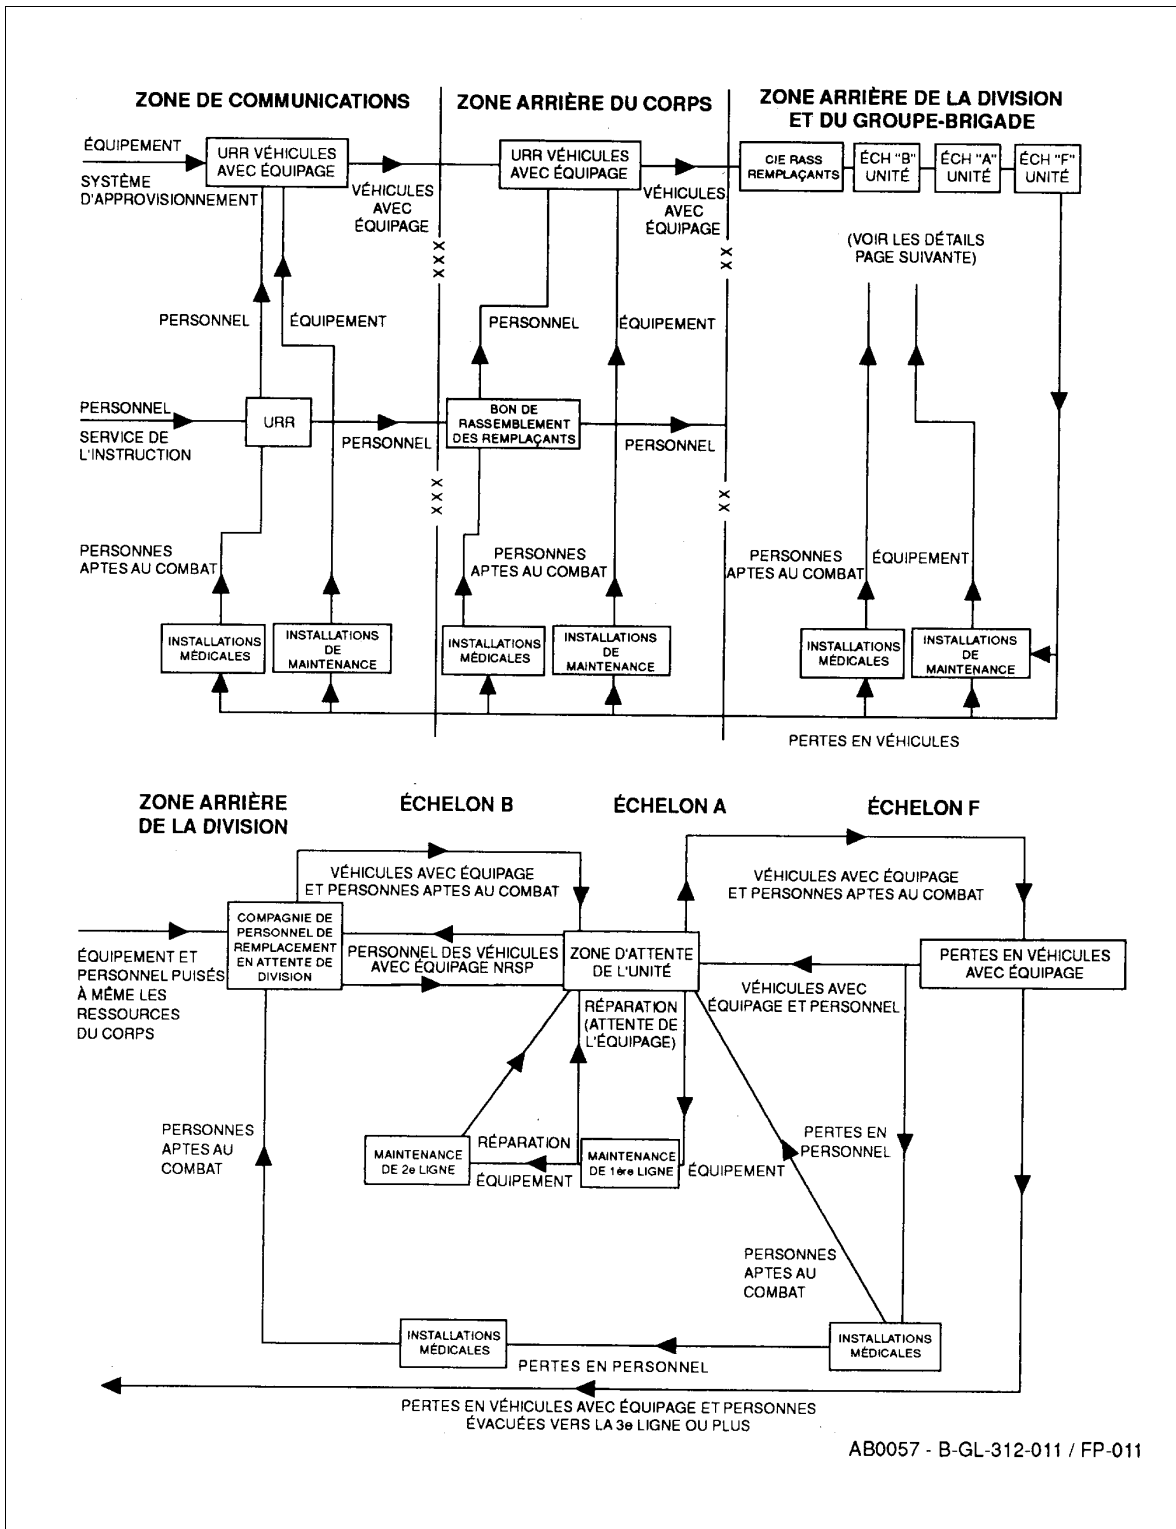 ZONE DE COMMUNICATIONS
ZONE ARRIÈRE DU CORPS
ZONE ARRIÈRE DE LA DIVISION
ET DU GROUPE-BRIGADE
ÉQUIPEMENT
SYSTÈME
D'APPROVISIONNEMENT
URR VÉHICULES
AVEC ÉQUIPAGE
VÉHICULES
AVEC
ÉQUIPAGE
URR VÉHICULES
AVEC ÉQUIPAGE
VÉHICULES
AVEC
ÉQUIPAGE
CIE RASS
REMPLAÇANTS
ÉCH "B"
UNITÉ
ÉCH "A"
UNITÉ
ÉCH "F"
UNITÉ
XXX
XX
(VOIR LES DÉTAILS
PAGE SUIVANTE)
PERSONNEL
ÉQUIPEMENT
PERSONNEL
ÉQUIPEMENT
PERSONNEL
SERVICE DE
L'INSTRUCTION
URR
PERSONNEL
BON DE
RASSEMBLEMENT
DES REMPLAÇANTS
PERSONNEL
XXX
XX
PERSONNES
APTES AU COMBAT
PERSONNES
APTES AU COMBAT
PERSONNES
APTES AU COMBAT
ÉQUIPEMENT
INSTALLATIONS
MÉDICALES
INSTALLATIONS
DE
MAINTENANCE
INSTALLATIONS
MÉDICALES
INSTALLATIONS
DE
MAINTENANCE
INSTALLATIONS
MÉDICALES
INSTALLATIONS
DE
MAINTENANCE
PERTES EN VÉHICULES
ZONE ARRIÈRE
DE LA DIVISION
ÉCHELON B
ÉCHELON A
ÉCHELON F
VÉHICULES AVEC ÉQUIPAGE
ET PERSONNES APTES AU COMBAT
VÉHICULES AVEC ÉQUIPAGE
ET PERSONNES APTES AU COMBAT
COMPAGNIE DE
PERSONNEL DE
REMPLACEMENT
EN ATTENTE DE
DIVISION
ÉQUIPEMENT ET
PERSONNEL PUISÉS
À MÊME LES
RESSOURCES
DU CORPS
PERSONNEL DES VÉHICULES
AVEC ÉQUIPAGE NRSP
ZONE D'ATTENTE
DE L'UNITÉ
PERTES EN VÉHICULES
AVEC ÉQUIPAGE
VÉHICULES AVEC
ÉQUIPAGE ET PERSONNEL
RÉPARATION
(ATTENTE DE
L'ÉQUIPAGE)
PERSONNES
APTES AU
COMBAT
MAINTENANCE
DE 2e LIGNE
RÉPARATION
ÉQUIPEMENT
MAINTENANCE
DE 1ère LIGNE
ÉQUIPEMENT
PERTES EN
PERSONNEL
PERSONNES
APTES AU
COMBAT
INSTALLATIONS
MÉDICALES
PERTES EN PERSONNEL
INSTALLATIONS
MÉDICALES
PERTES EN VÉHICULES AVEC ÉQUIPAGE ET PERSONNES
ÉVACUÉES VERS LA 3e LIGNE OU PLUS
AB0057 - B-GL-312-011 / FP-011